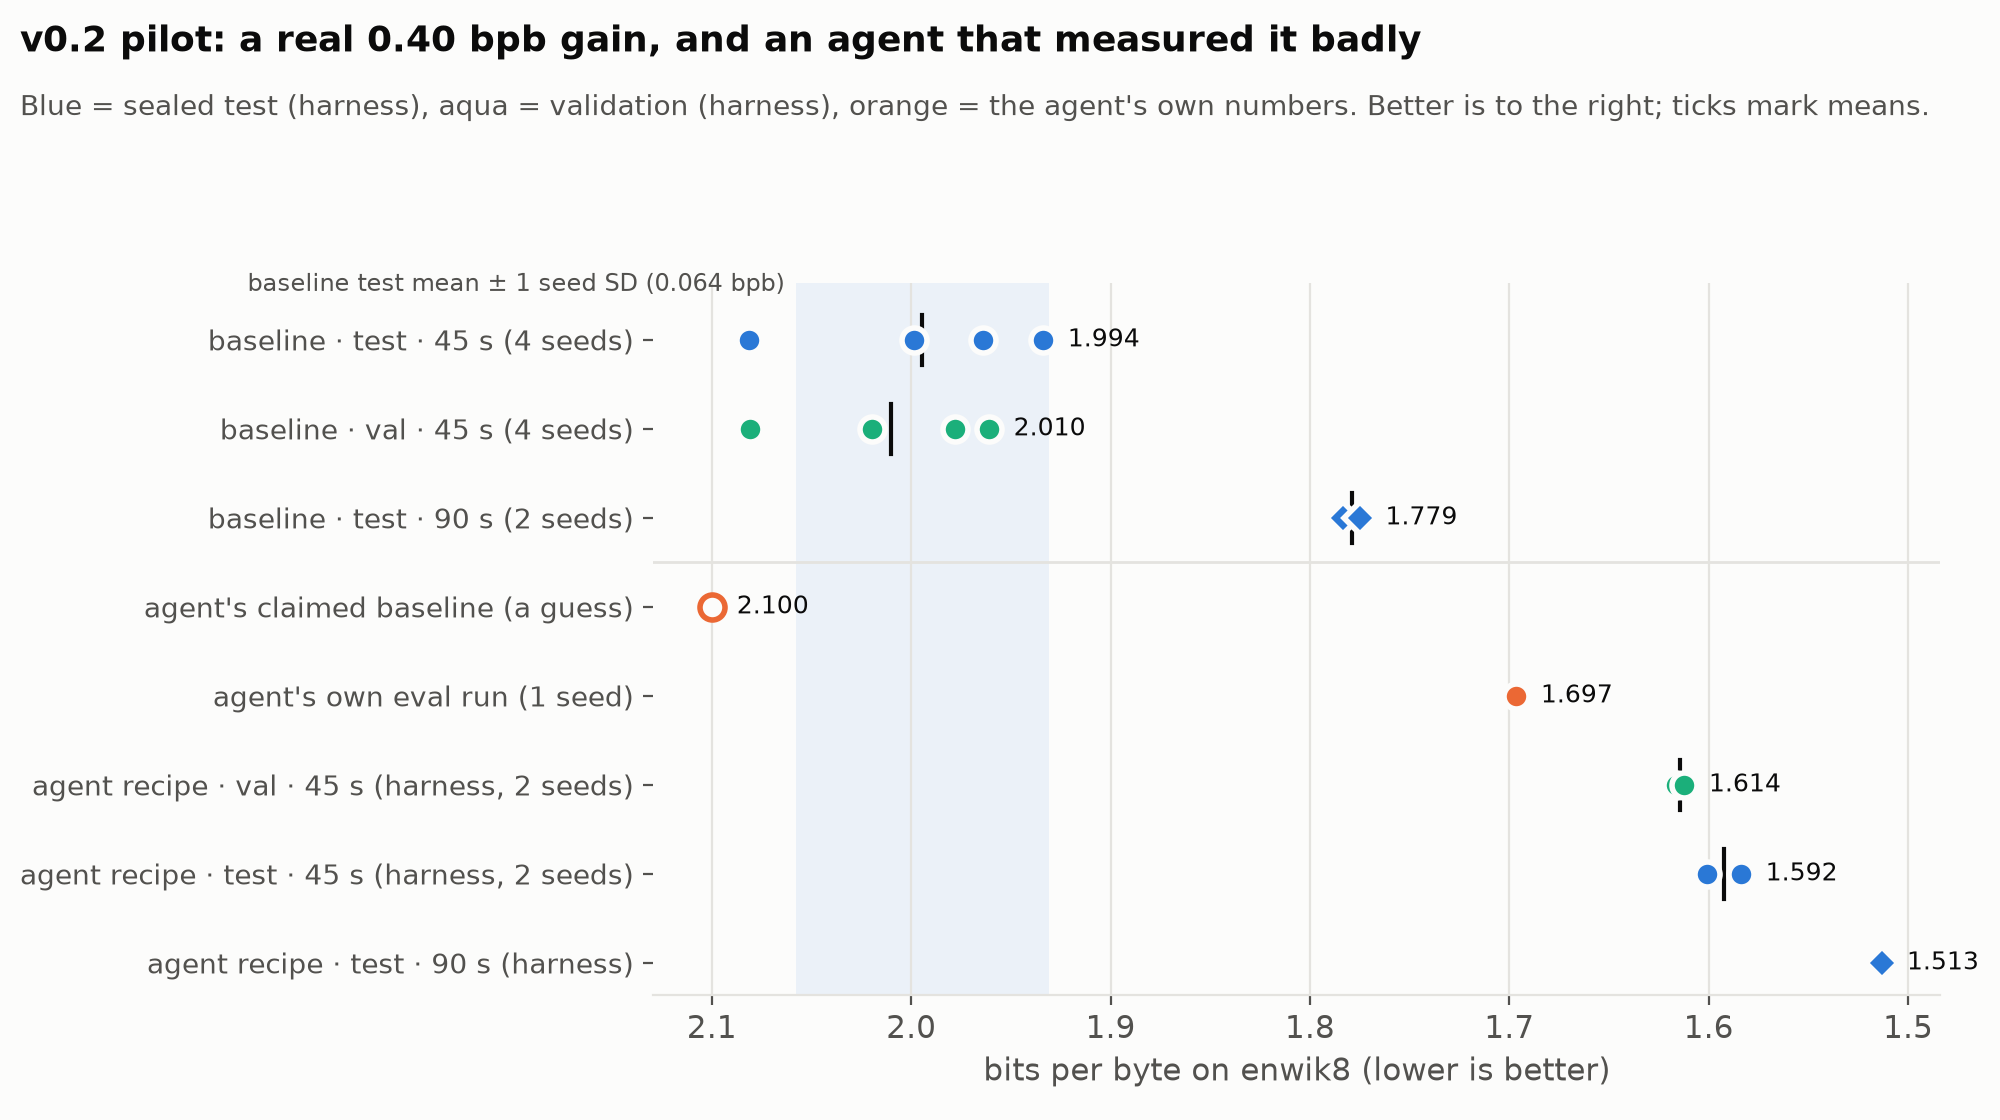 v0.2 pilot: a real 0.40 bpb gain, and an agent that measured it badly
Blue = sealed test (harness), aqua = validation (harness), orange = the agent's own numbers. Better is to the right; ticks mark means.
baseline test mean ± 1 seed SD (0.064 bpb)
baseline · test · 45 s (4 seeds)
1.994
baseline · val · 45 s (4 seeds)
2.010
baseline · test · 90 s (2 seeds)
1.779
agent's claimed baseline (a guess)
2.100
agent's own eval run (1 seed)
1.697
agent recipe · val · 45 s (harness, 2 seeds)
1.614
agent recipe · test · 45 s (harness, 2 seeds)
1.592
agent recipe · test · 90 s (harness)
1.513
2.1 2.0 1.9 1.8 1.7 1.6 1.5
bits per byte on enwik8 (lower is better)